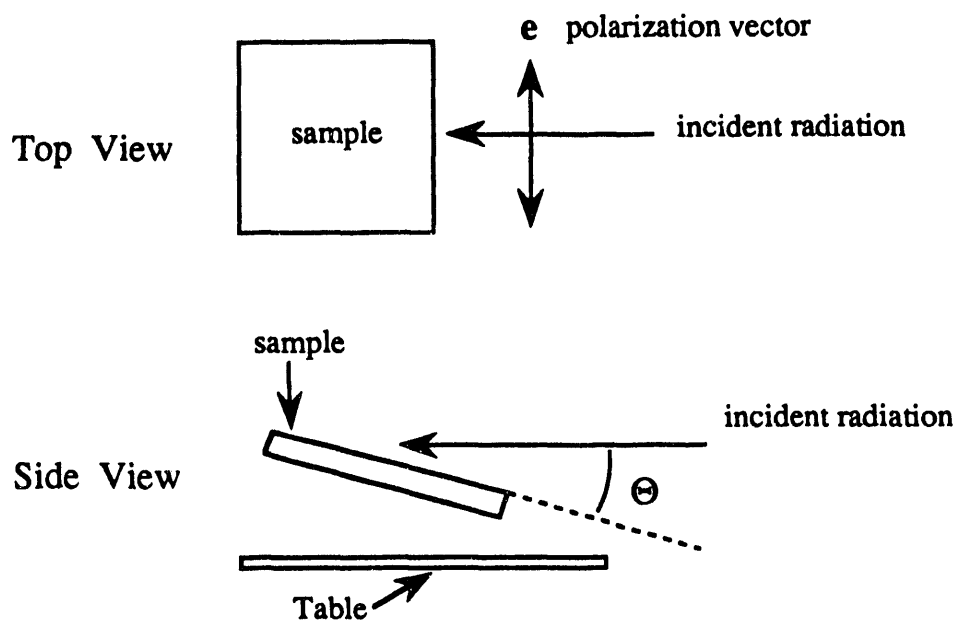 e polarization vector
Top View
sample
incident radiation
sample
incident radiation
Side View
Θ
Table